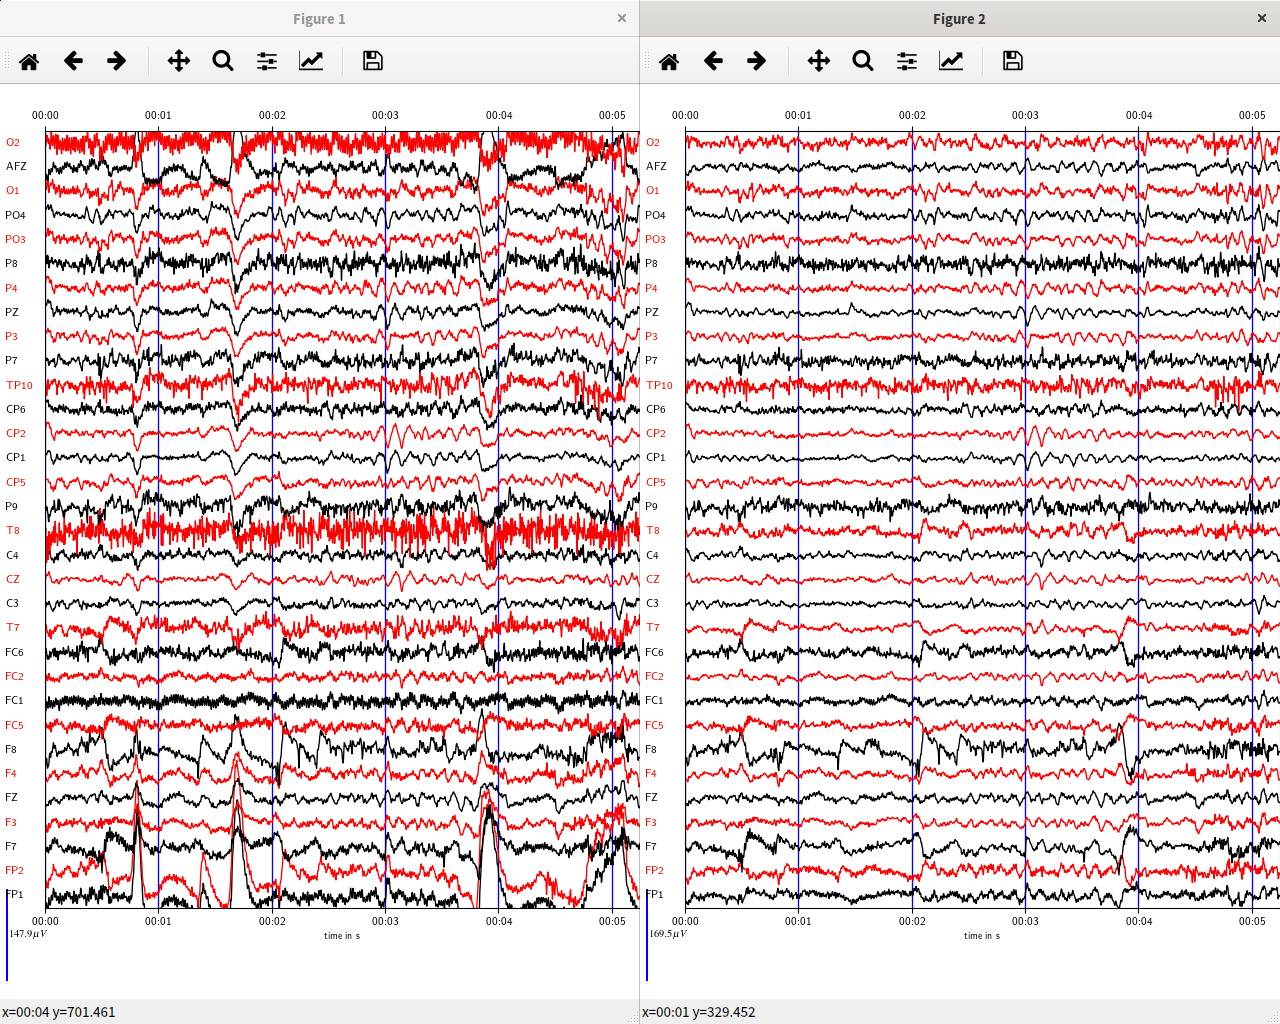 Figure 1
00:00 00:01 00:02 00:03 00:04 00:05
O2
AFZ
O1
PO4
PO3
P8
P4
PZ
P3
P7
TP10
CP6
CP2
CP1
CP5
P9
T8
C4
CZ
C3
T7
FC6
FC2
FC1
FC5
F8
F4
FZ
F3
F7
FP2
FP1
00:00 00:01 00:02 00:03 00:04 00:05
147.9μV
time in s
x=00:04 y=701.461
Figure 2
00:00 00:01 00:02 00:03 00:04 00:05
O2
AFZ
O1
PO4
PO3
P8
P4
PZ
P3
P7
TP10
CP6
CP2
CP1
CP5
P9
T8
C4
CZ
C3
T7
FC6
FC2
FC1
FC5
F8
F4
FZ
F3
F7
FP2
FP1
00:00 00:01 00:02 00:03 00:04 00:05
169.5μV
time in s
x=00:01 y=329.452